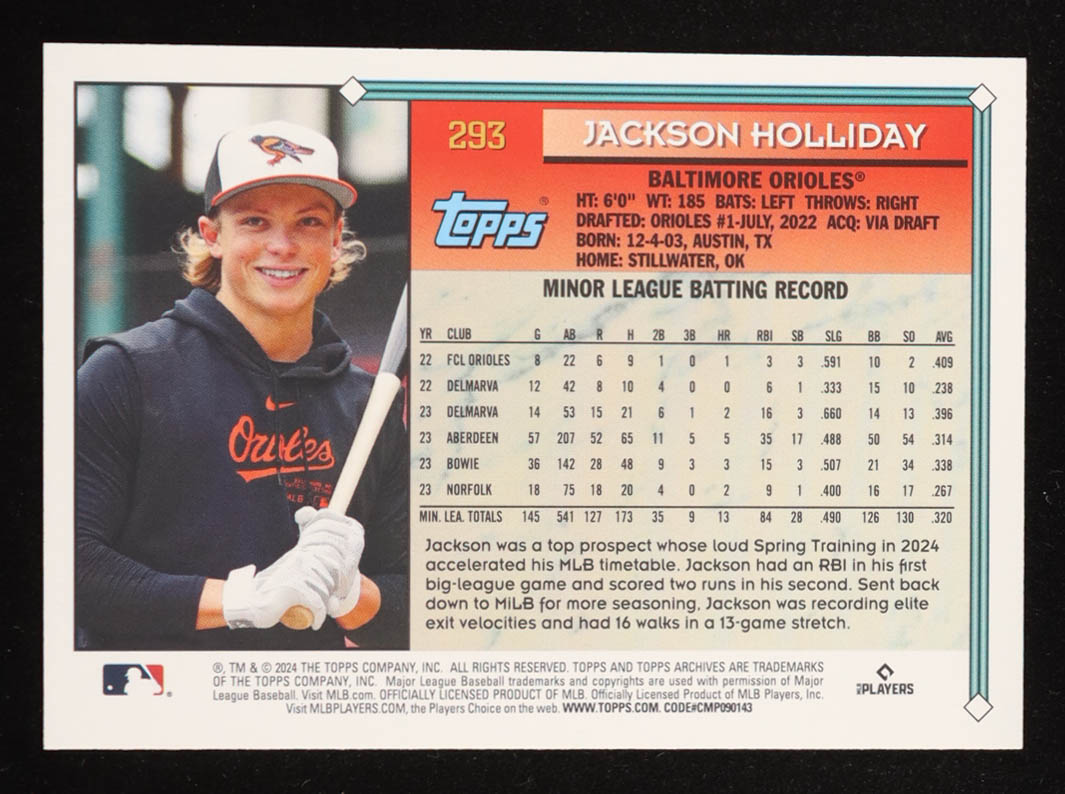 293
JACKSON HOLLIDAY
BALTIMORE ORIOLES®
Topps®
HT: 6'0" WT: 185 BATS: LEFT THROWS: RIGHT
DRAFTED: ORIOLES #1-JULY, 2022 ACQ: VIA DRAFT
BORN: 12-4-03, AUSTIN, TX
HOME: STILLWATER, OK
MINOR LEAGUE BATTING RECORD
YR CLUB G AB R H 2B 3B HR RBI SB SLG BB SO AVG
22 FCL ORIOLES 8 22 6 9 1 0 1 3 3 .591 10 2 .409
22 DELMARVA 12 42 8 10 4 0 0 6 1 .333 15 10 .238
23 DELMARVA 14 53 15 21 6 1 2 16 3 .660 14 13 .396
23 ABERDEEN 57 207 52 65 11 5 5 35 17 .488 50 54 .314
23 BOWIE 36 142 28 48 9 3 3 15 3 .507 21 34 .338
23 NORFOLK 18 75 18 20 4 0 2 9 1 .400 16 17 .267
MIN. LEA. TOTALS 145 541 127 173 35 9 13 84 28 .490 126 130 .320
Orioles
Jackson was a top prospect whose loud Spring Training in 2024
accelerated his MLB timetable. Jackson had an RBI in his first
big-league game and scored two runs in his second. Sent back
down to MiLB for more seasoning, Jackson was recording elite
exit velocities and had 16 walks in a 13-game stretch.
®, TM & © 2024 THE TOPPS COMPANY, INC. ALL RIGHTS RESERVED. TOPPS AND TOPPS ARCHIVES ARE TRADEMARKS
OF THE TOPPS COMPANY, INC. Major League Baseball trademarks and copyrights are used with permission of Major
League Baseball. Visit MLB.com. OFFICIALLY LICENSED PRODUCT OF MLB. Officially Licensed Product of MLB Players, Inc.
Visit MLBPLAYERS.COM, the Players Choice on the web. WWW.TOPPS.COM. CODE#CMP090143
MLB PLAYERS